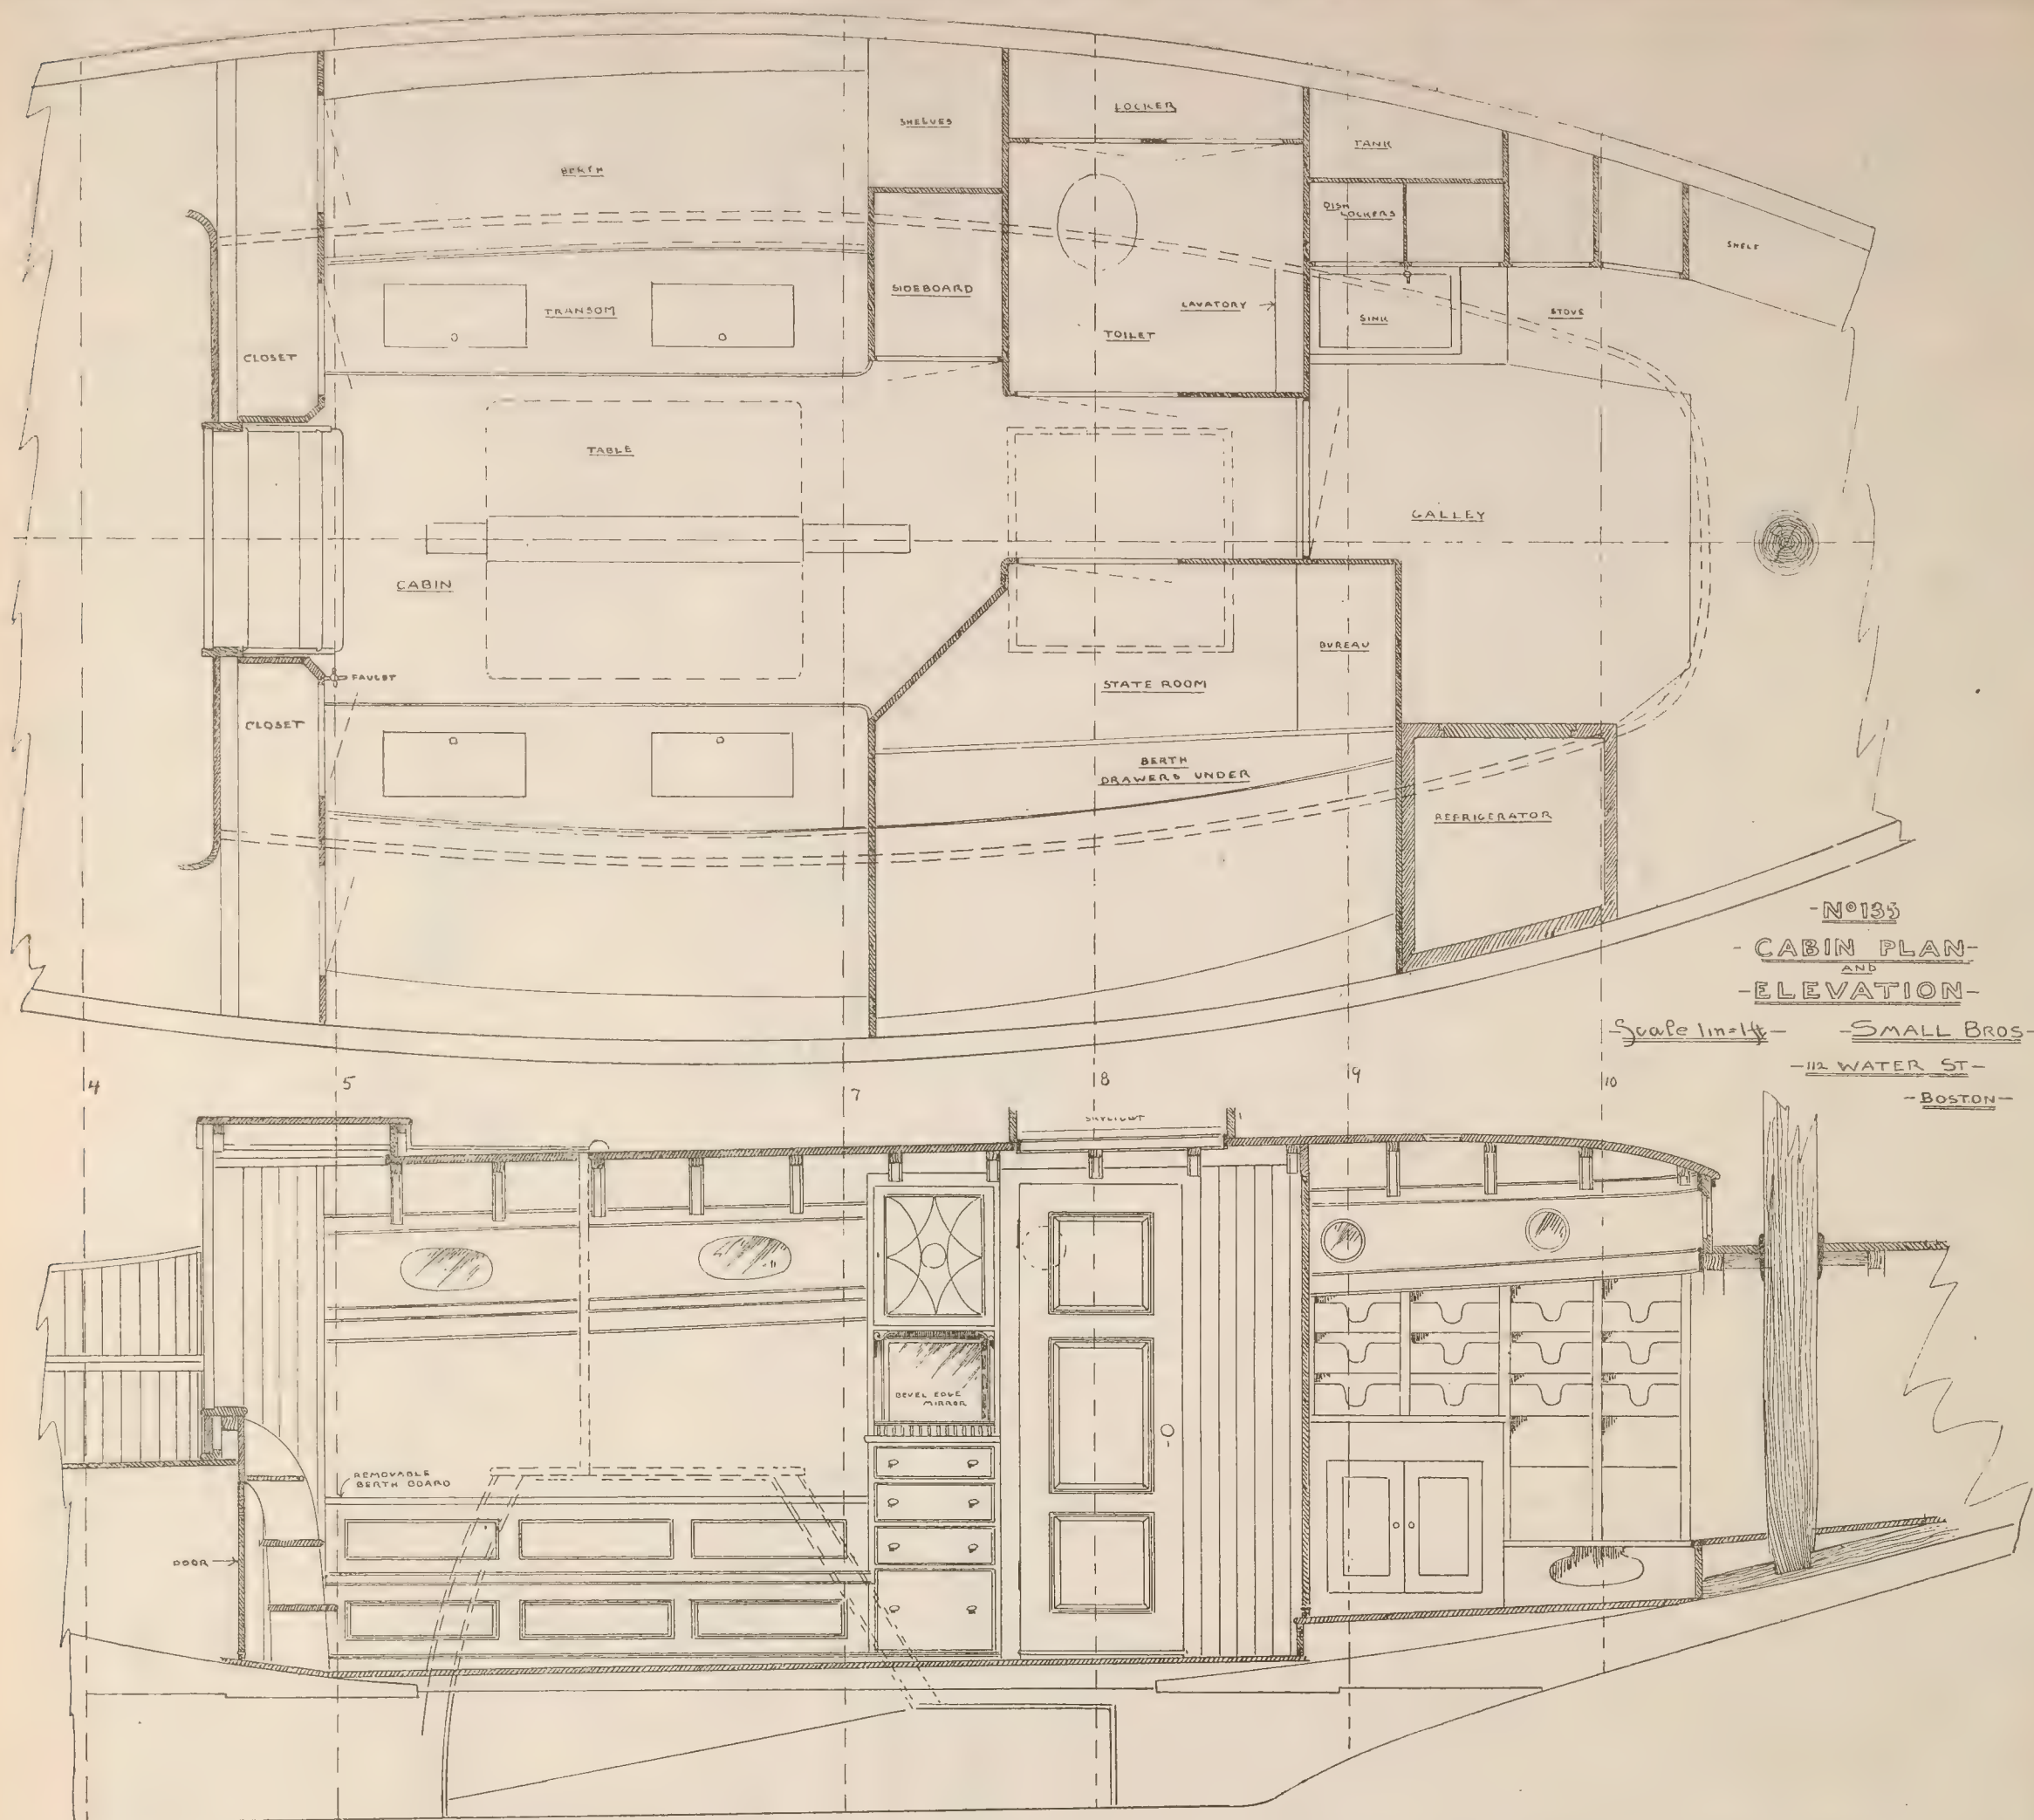 LOCKER
SHELVES
TANK
BERTH
DISH
LOCKERS
SHELF
SIDEBOARD
LAVATORY
TRANSOM
SINK
STOVE
TOILET
CLOSET
TABLE
GALLEY
CABIN
BUREAU
FAUCET
STATE ROOM
CLOSET
BERTH
DRAWERS UNDER
REFRIGERATOR
-No 135
-CABIN PLAN-
AND
-ELEVATION-
-Scale 1in=1ft-
-SMALL BROS-
-112 WATER ST-
-BOSTON-
4 5 7 8 9 10
SKYLIGHT
BEVEL EDGE
MIRROR
REMOVABLE
BERTH BOARD
DOOR